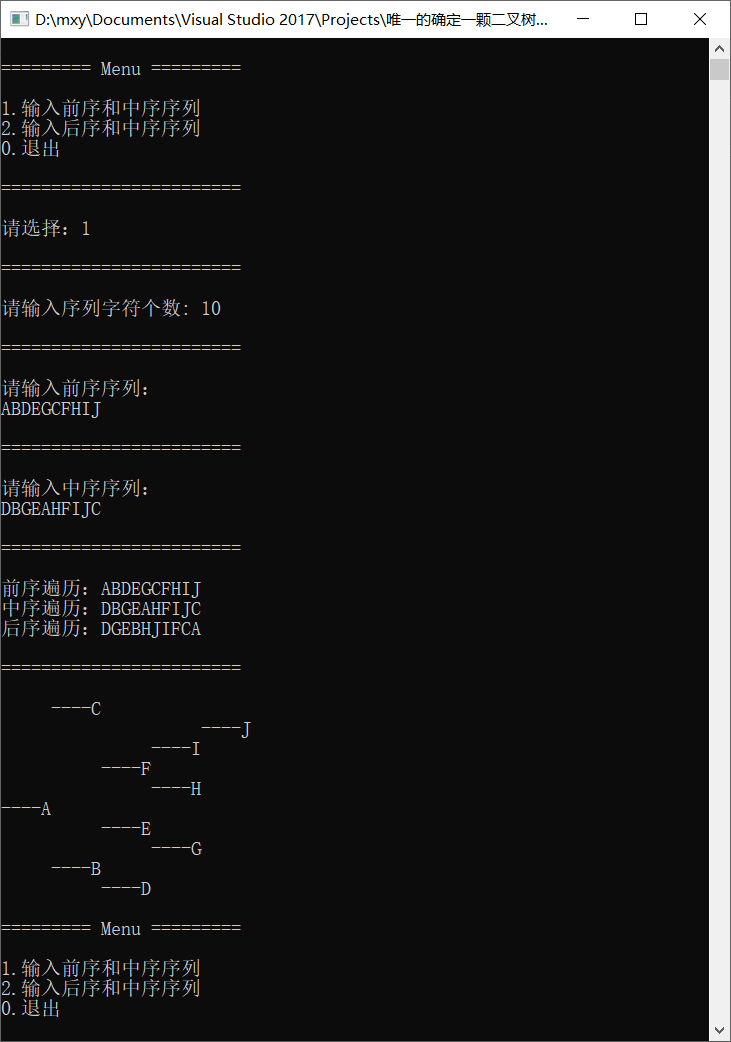 D:\mxy\Documents\Visual Studio 2017\Projects\唯一的确定一颗二叉树...
========= Menu =========
1.输入前序和中序序列
2.输入后序和中序序列
0.退出
========================
请选择：1
========================
请输入序列字符个数: 10
========================
请输入前序序列：
ABDEGCFHIJ
========================
请输入中序序列：
DBGEAHFIJC
========================
前序遍历：ABDEGCFHIJ
中序遍历：DBGEAHFIJC
后序遍历：DGEBHJIFCA
========================
     ----C
                    ----J
               ----I
          ----F
               ----H
----A
          ----E
               ----G
     ----B
          ----D
========= Menu =========
1.输入前序和中序序列
2.输入后序和中序序列
0.退出